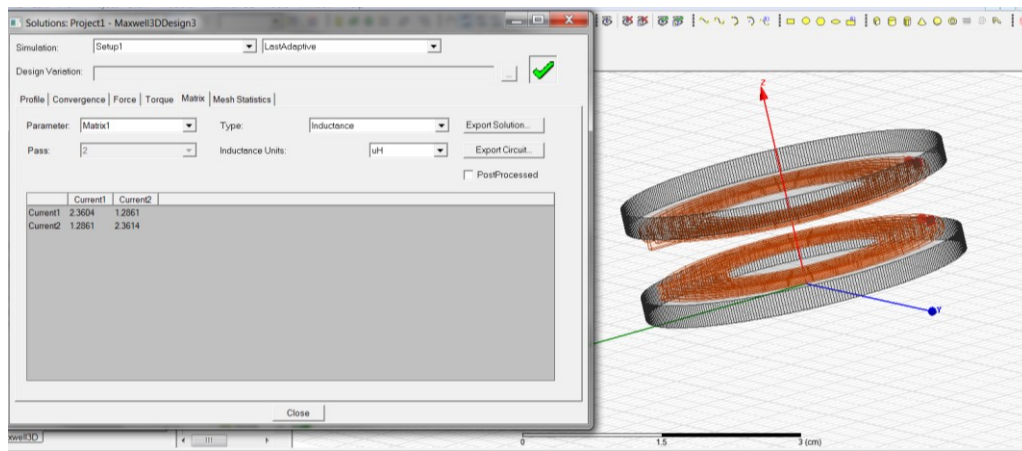 Solutions: Project1 - Maxwell3DDesign3
Simulation: Setup1 LastAdaptive
Design Variation: ...
Profile Convergence Force Torque Matrix Mesh Statistics
Parameter: Matrix1 Type: Inductance Export Solution...
Pass: 2 Inductance Units: uH Export Circuit...
PostProcessed
Current1 Current2
Current1 2.3604 1.2861
Current2 1.2861 2.3614
Close
Z
Y
xwell3D
0 1.5 3 (cm)